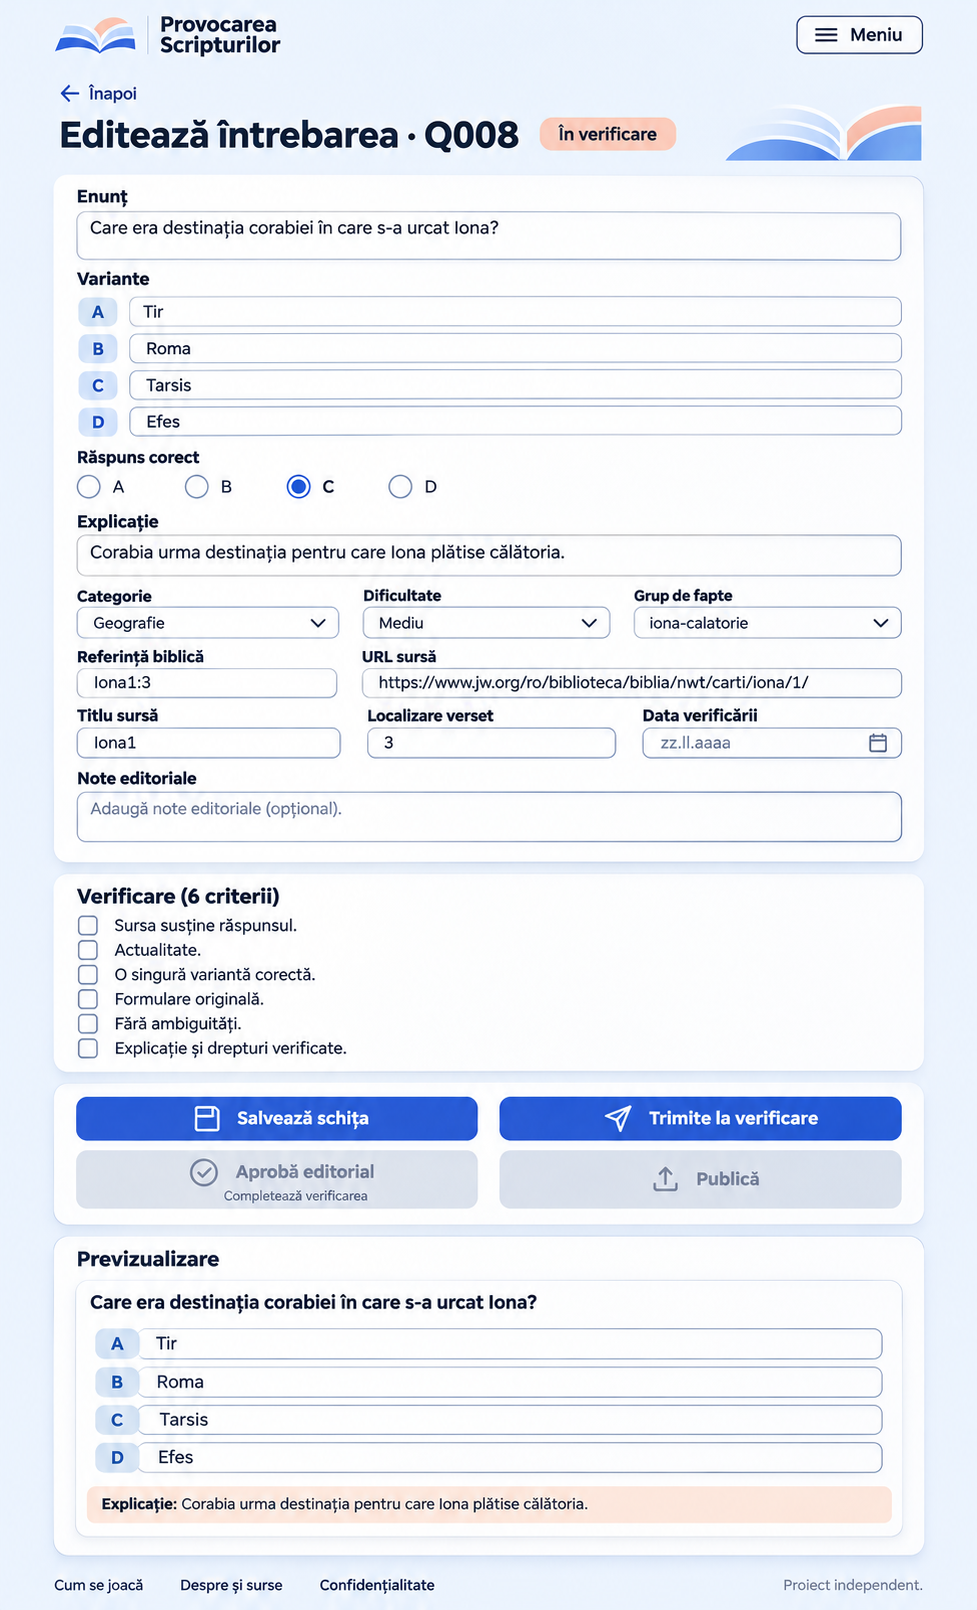 Provocarea
Scripturilor
Meniu
Înapoi
Editează întrebarea · Q008
În verificare
Enunț
Care era destinația corabiei în care s-a urcat Iona?
Variante
A Tir
B Roma
C Tarsis
D Efes
Răspuns corect
A B C D
Explicație
Corabia urma destinația pentru care Iona plătise călătoria.
Categorie Dificultate Grup de fapte
Geografie Mediu iona-calatorie
Referință biblică URL sursă
Iona1:3 https://www.jw.org/ro/biblioteca/biblia/nwt/carti/iona/1/
Titlu sursă Localizare verset Data verificării
Iona1 3 zz.ll.aaaa
Note editoriale
Adaugă note editoriale (opțional).
Verificare (6 criterii)
Sursa susține răspunsul.
Actualitate.
O singură variantă corectă.
Formulare originală.
Fără ambiguități.
Explicație și drepturi verificate.
Salvează schița Trimite la verificare
Aprobă editorial
Completează verificarea
Publică
Previzualizare
Care era destinația corabiei în care s-a urcat Iona?
A Tir
B Roma
C Tarsis
D Efes
Explicație: Corabia urma destinația pentru care Iona plătise călătoria.
Cum se joacă Despre și surse Confidențialitate Proiect independent.